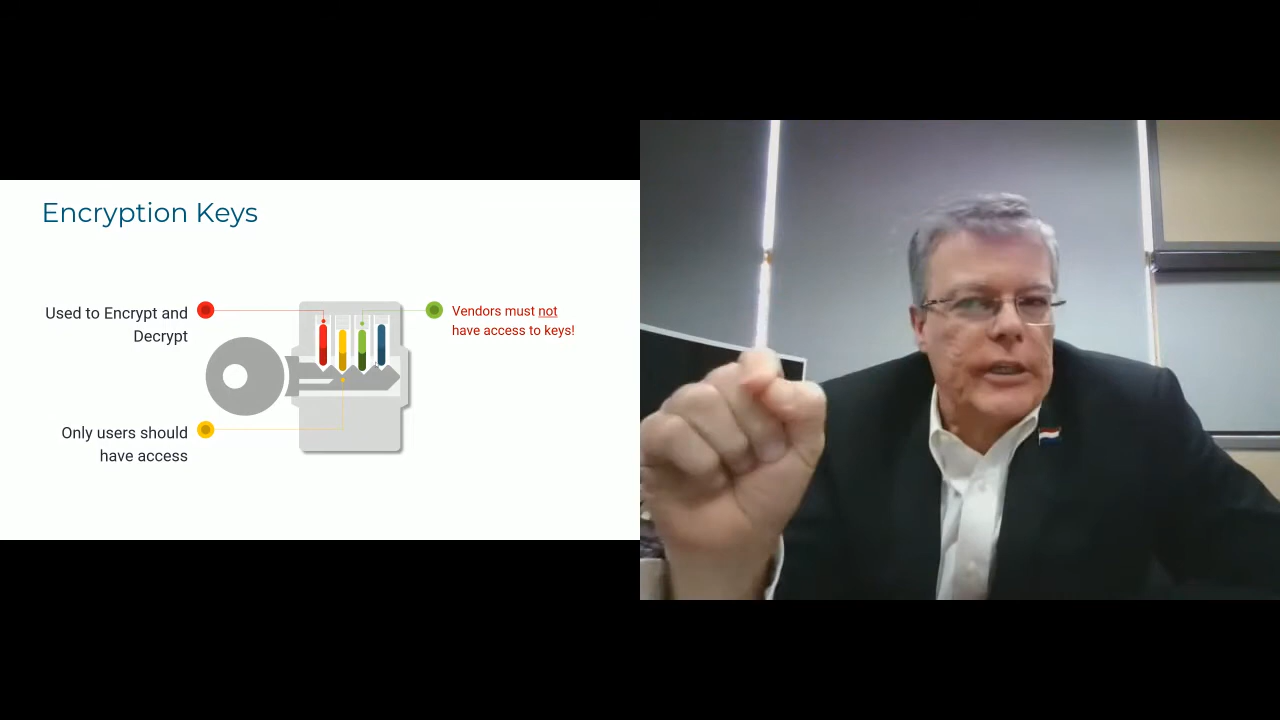 Encryption Keys
Used to Encrypt and
Decrypt
Vendors must not
have access to keys!
Only users should
have access